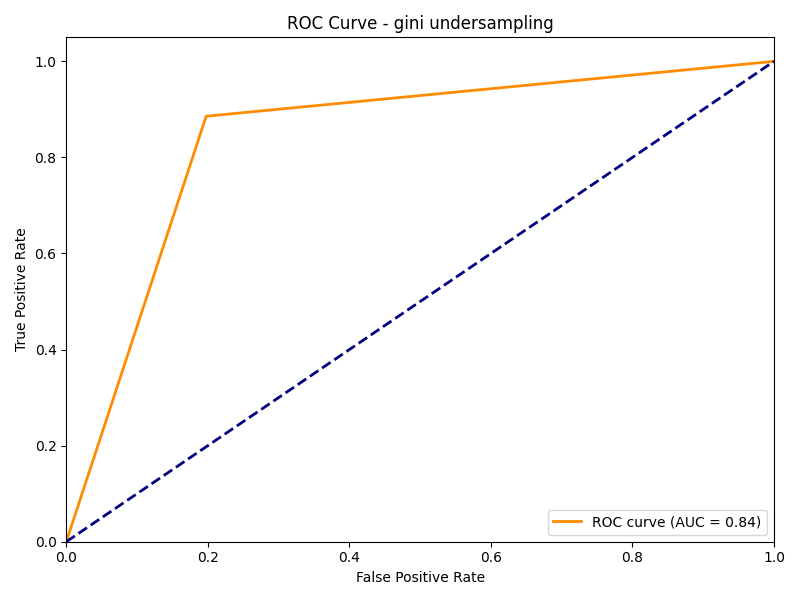 ROC Curve - gini undersampling
True Positive Rate
1.0
0.8
0.6
0.4
0.2
0.0
0.0 0.2 0.4 0.6 0.8 1.0
False Positive Rate
ROC curve (AUC = 0.84)